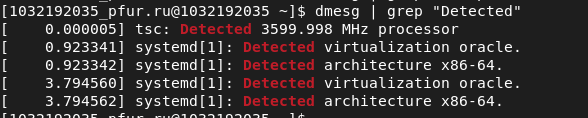 [1032192035_pfur.ru@1032192035 ~]$ dmesg | grep "Detected"
[    0.000005] tsc: Detected 3599.998 MHz processor
[    0.923341] systemd[1]: Detected virtualization oracle.
[    0.923342] systemd[1]: Detected architecture x86-64.
[    3.794560] systemd[1]: Detected virtualization oracle.
[    3.794562] systemd[1]: Detected architecture x86-64.
[1032192035_pfur.ru@1032192035 ~]$